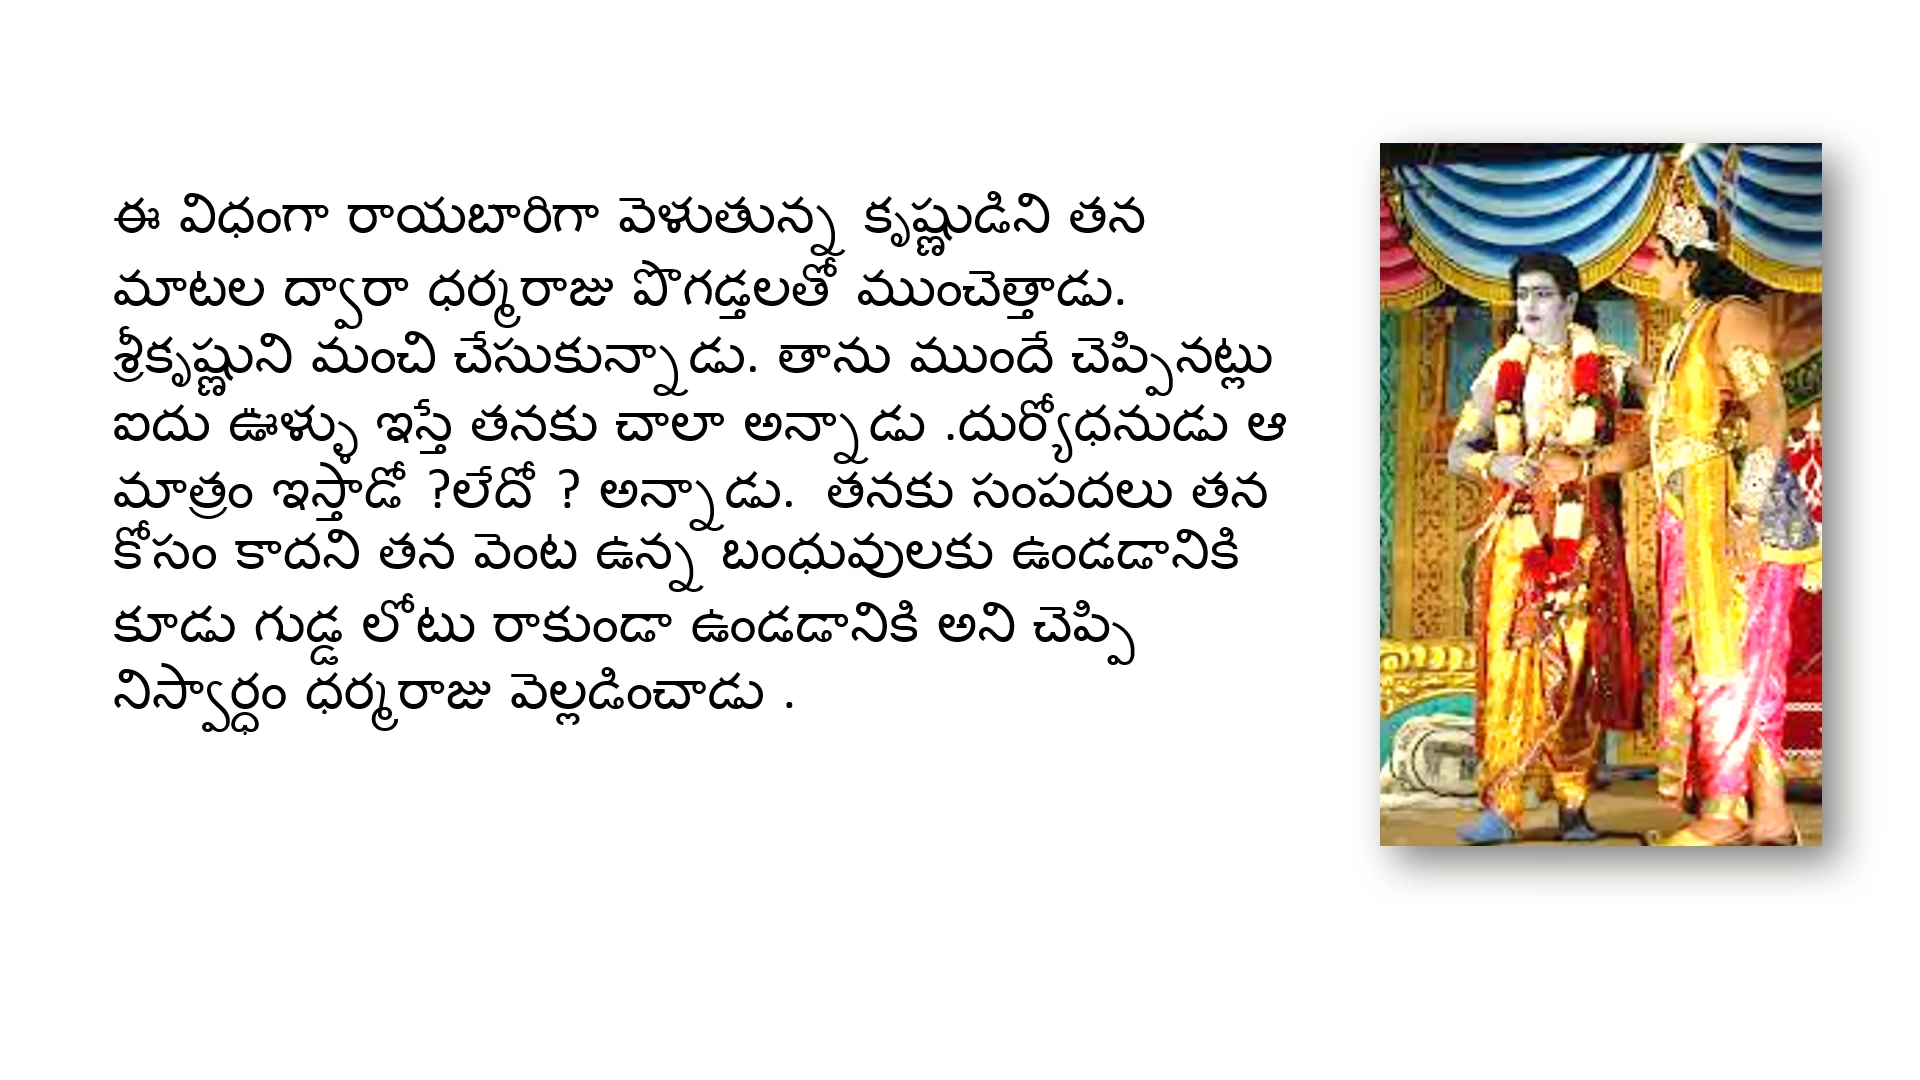 ఈ విధంగా రాయబారిగా వెళుతున్న కృష్ణుడిని తన
మాటల ద్వారా ధర్మరాజు పొగడ్తలతో ముంచెత్తాడు.
శ్రీకృష్ణుని మంచి చేసుకున్నాడు. తాను ముందే చెప్పినట్లు
ఐదు ఊళ్ళు ఇస్తే తనకు చాలా అన్నాడు .దుర్యోధనుడు ఆ
మాత్రం ఇస్తాడో ?లేదో ? అన్నాడు.  తనకు సంపదలు తన
కోసం కాదని తన వెంట ఉన్న బంధువులకు ఉండడానికి
కూడు గుడ్డ లోటు రాకుండా ఉండడానికి అని చెప్పి
నిస్వార్ధం ధర్మరాజు వెల్లడించాడు .